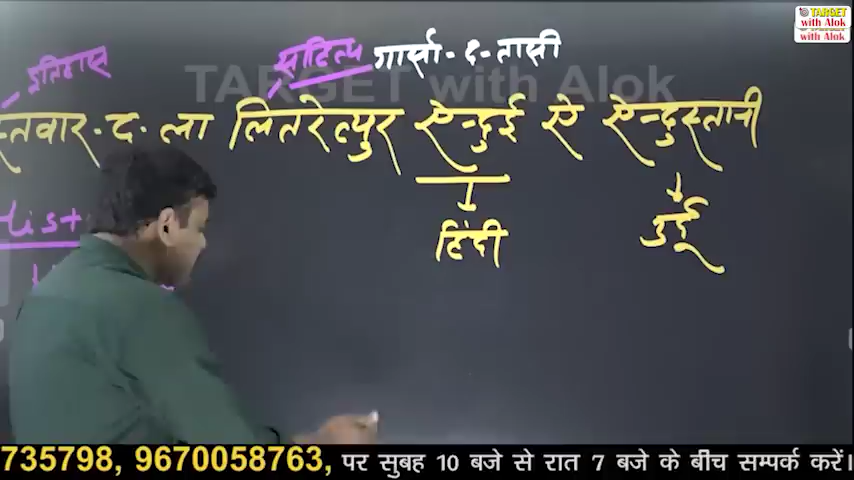 TARGET with Alok
with Alok
साहित्य गार्सा-द-तासी
इतिहास
TARGET with Alok
स्तवार-द-ला लितरेत्युर ऐन्दुई ऐ ऐन्दुस्तानी
हिंदी
उर्दू
735798, 9670058763, पर सुबह 10 बजे से रात 7 बजे के बीच सम्पर्क करें।